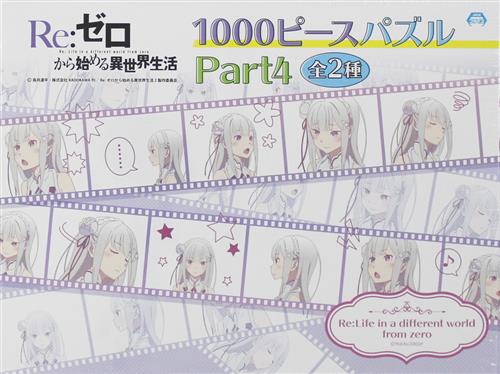 Re:ゼロ
Re: Life in a different world from zero
から始める異世界生活
1000ピースパズル
Part4 全2種
……
♪
Re:Life in a different world
from zero